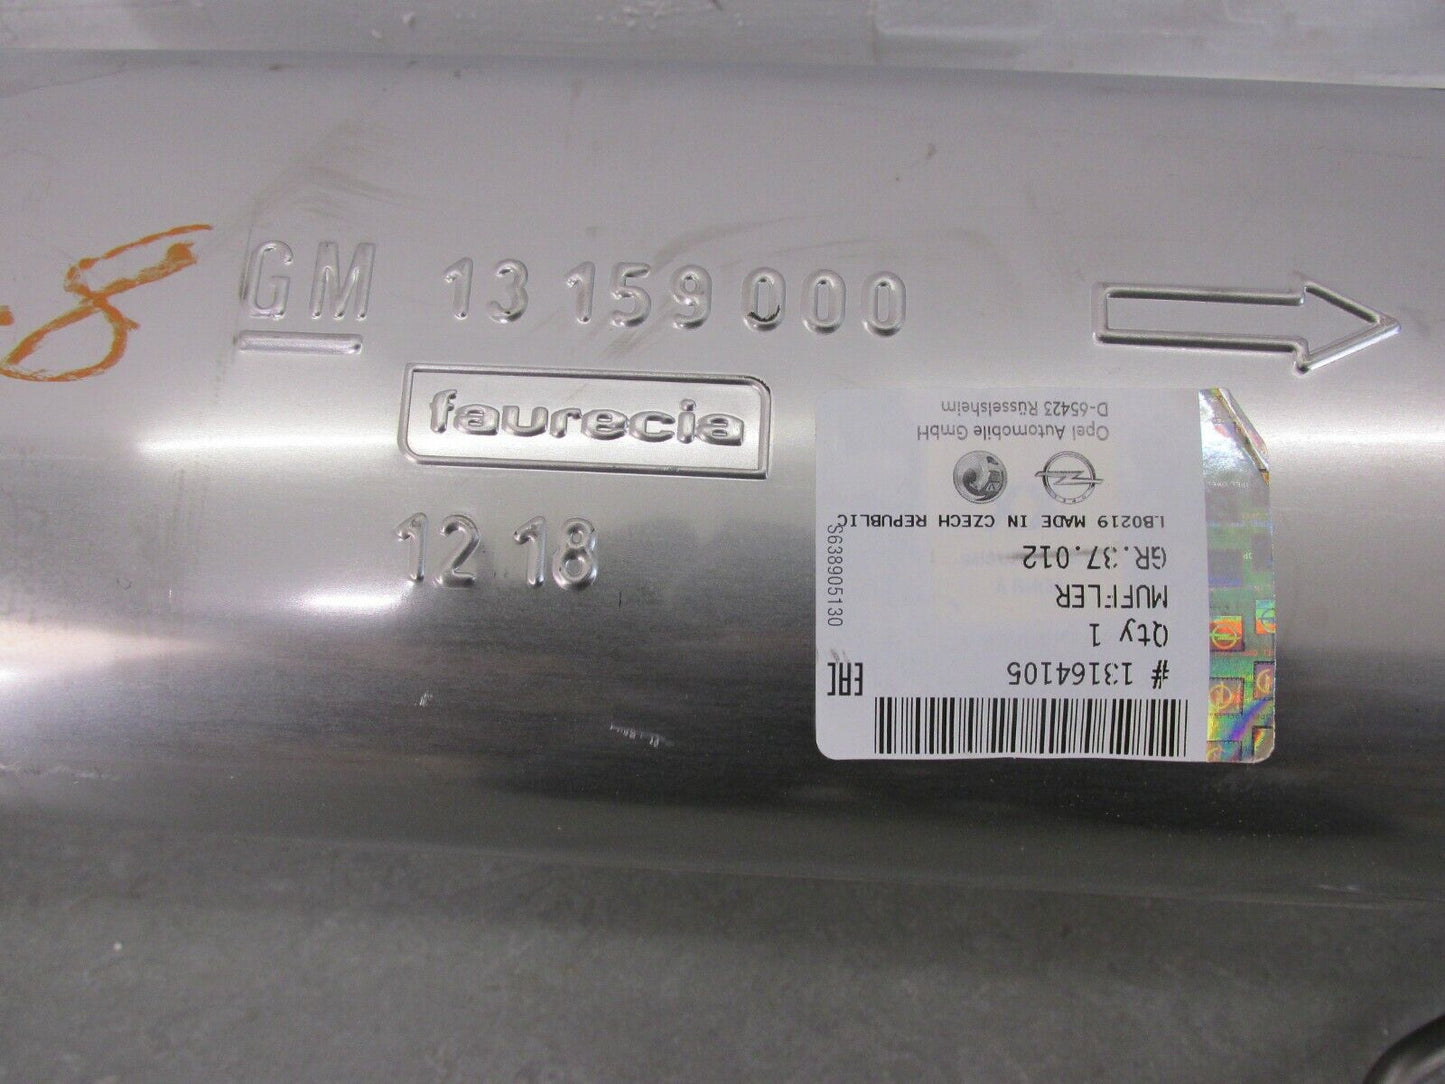 GM 13 159 000
faurecia
12 18
8
# 13164105
Qty 1
MUFFLER
GR.37.012
LB0219 MADE IN CZECH REPUBLIC
Opel Automobile GmbH
D-65423 Rüsselsheim
S638905130
EAC